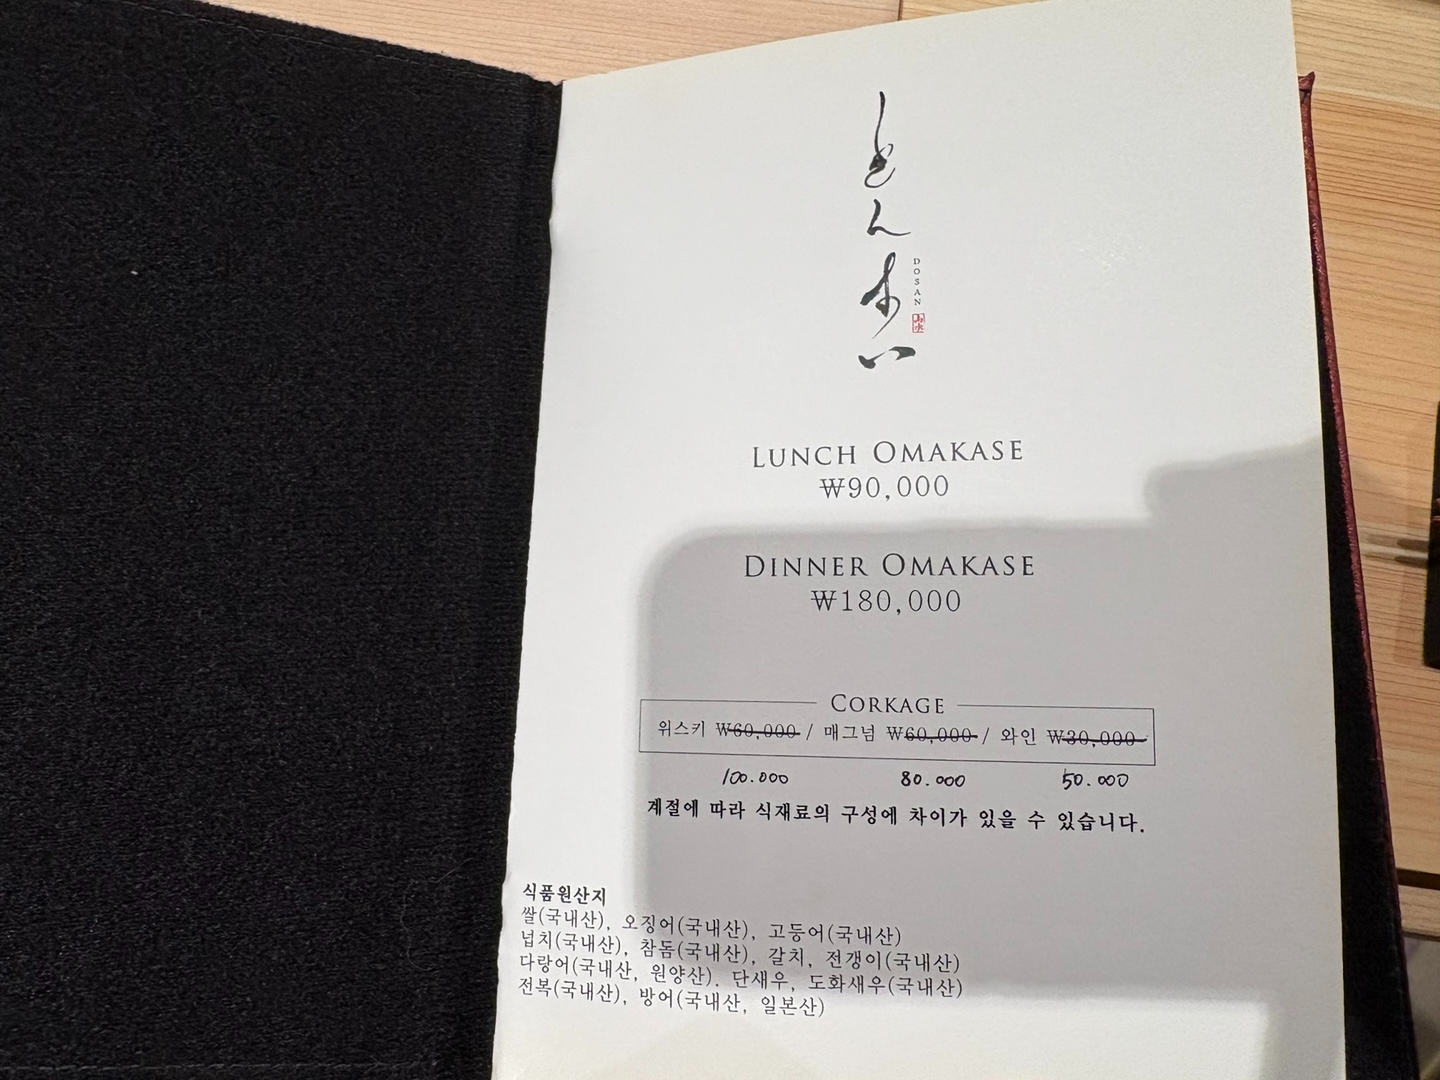 とん水い
DOSAN
山水
LUNCH OMAKASE
₩90,000
DINNER OMAKASE
₩180,000
CORKAGE
위스키 ₩60,000 / 매그넘 ₩60,000 / 와인 ₩30,000
100.000 80.000 50.000
계절에 따라 식재료의 구성에 차이가 있을 수 있습니다.
식품원산지
쌀(국내산), 오징어(국내산), 고등어(국내산)
넙치(국내산), 참돔(국내산), 갈치, 전갱이(국내산)
다랑어(국내산, 원양산). 단새우, 도화새우(국내산)
전복(국내산), 방어(국내산, 일본산)